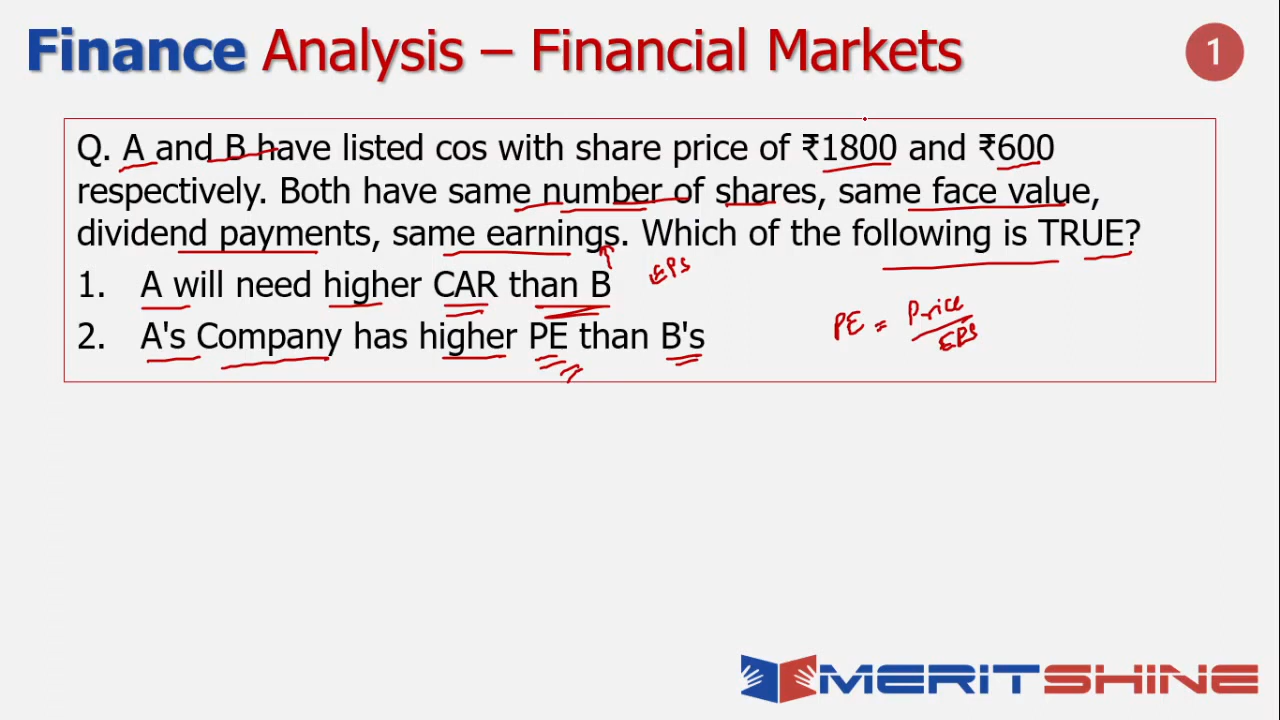 Finance Analysis – Financial Markets
1
Q. A and B have listed cos with share price of ₹1800 and ₹600
respectively. Both have same number of shares, same face value,
dividend payments, same earnings. Which of the following is TRUE?
EPS
1. A will need higher CAR than B
PE = Price
EPS
2. A's Company has higher PE than B's
MERITSHINE